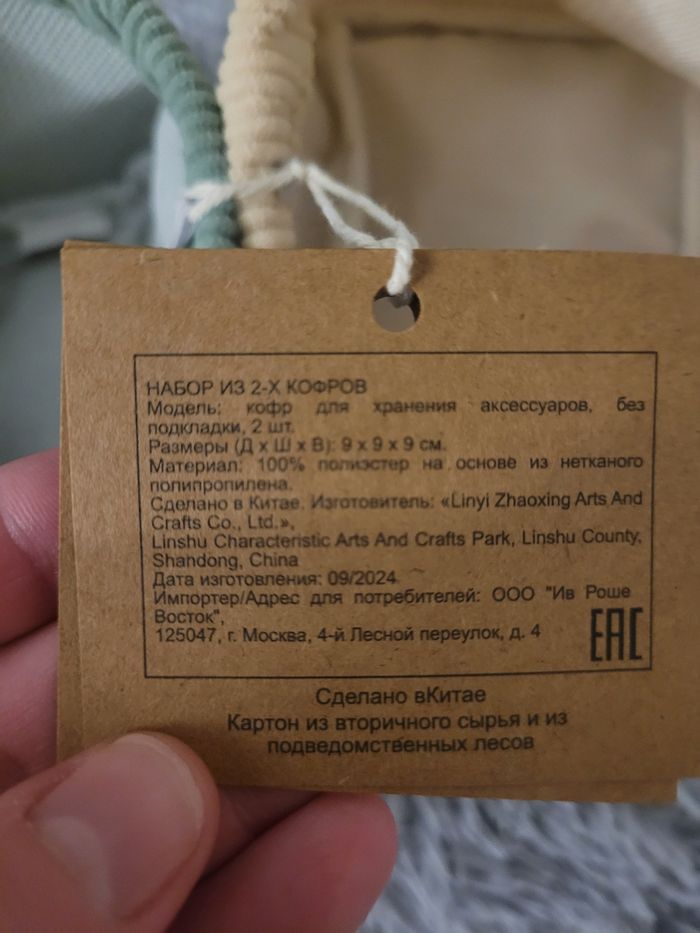 НАБОР ИЗ 2-Х КОФРОВ
Модель: кофр для хранения аксессуаров, без
подкладки, 2 шт.
Размеры (Д х Ш х В): 9 х 9 х 9 см.
Материал: 100% полиэстер на основе из нетканого
полипропилена.
Сделано в Китае. Изготовитель: «Linyi Zhaoxing Arts And
Crafts Co., Ltd.»,
Linshu Characteristic Arts And Crafts Park, Linshu County,
Shandong, China
Дата изготовления: 09/2024
Импортер/Адрес для потребителей: ООО "Ив Роше
Восток",
125047, г. Москва, 4-й Лесной переулок, д. 4
EAC
Сделано вКитае
Картон из вторичного сырья и из
подведомственных лесов